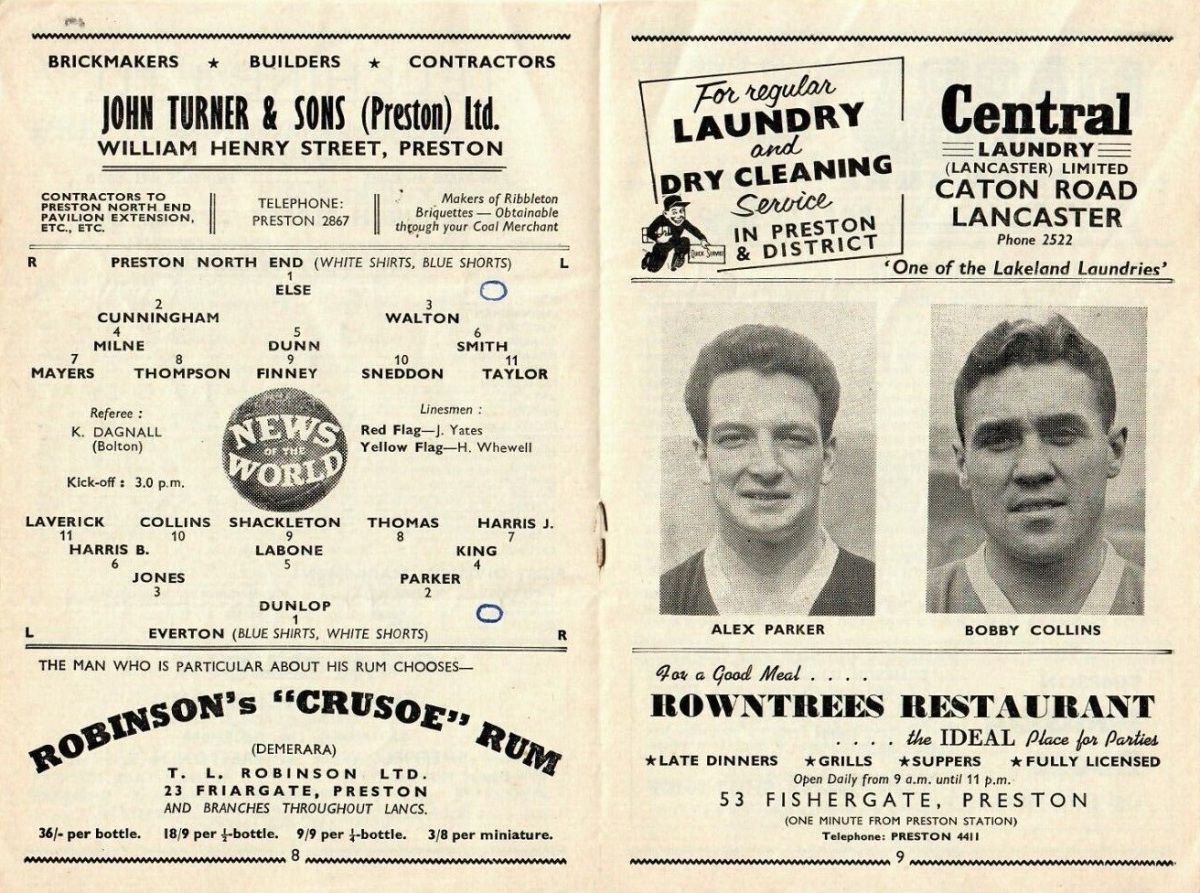 BRICKMAKERS ★ BUILDERS ★ CONTRACTORS
JOHN TURNER & SONS (Preston) Ltd.
WILLIAM HENRY STREET, PRESTON
CONTRACTORS TO
PRESTON NORTH END
PAVILION EXTENSION,
ETC., ETC.
TELEPHONE:
PRESTON 2867
Makers of Ribbleton
Briquettes — Obtainable
through your Coal Merchant
R PRESTON NORTH END (WHITE SHIRTS, BLUE SHORTS) L
1
ELSE
2 3
CUNNINGHAM WALTON
4 5 6
MILNE DUNN SMITH
7 8 9 10 11
MAYERS THOMPSON FINNEY SNEDDON TAYLOR
Referee :
K. DAGNALL
(Bolton)
Kick-off : 3.0 p.m.
NEWS
OF THE
WORLD
Linesmen :
Red Flag—J. Yates
Yellow Flag—H. Whewell
LAVERICK COLLINS SHACKLETON THOMAS HARRIS J.
11 10 9 8 7
HARRIS B. LABONE KING
6 5 4
JONES PARKER
3 2
DUNLOP
1
L EVERTON (BLUE SHIRTS, WHITE SHORTS) R
THE MAN WHO IS PARTICULAR ABOUT HIS RUM CHOOSES—
ROBINSON's "CRUSOE" RUM
(DEMERARA)
T. L. ROBINSON LTD.
23 FRIARGATE, PRESTON
AND BRANCHES THROUGHOUT LANCS.
36/- per bottle. 18/9 per ½-bottle. 9/9 per ¼-bottle. 3/8 per miniature.
8
For regular
LAUNDRY
and
DRY CLEANING
Service
IN PRESTON
& DISTRICT
QUICK SERVICE
Central
LAUNDRY
(LANCASTER) LIMITED
CATON ROAD
LANCASTER
Phone 2522
'One of the Lakeland Laundries'
ALEX PARKER
BOBBY COLLINS
For a Good Meal . . . .
ROWNTREES RESTAURANT
. . . . the IDEAL Place for Parties
★LATE DINNERS ★GRILLS ★SUPPERS ★FULLY LICENSED
Open Daily from 9 a.m. until 11 p.m.
53 FISHERGATE, PRESTON
(ONE MINUTE FROM PRESTON STATION)
Telephone: PRESTON 4411
9